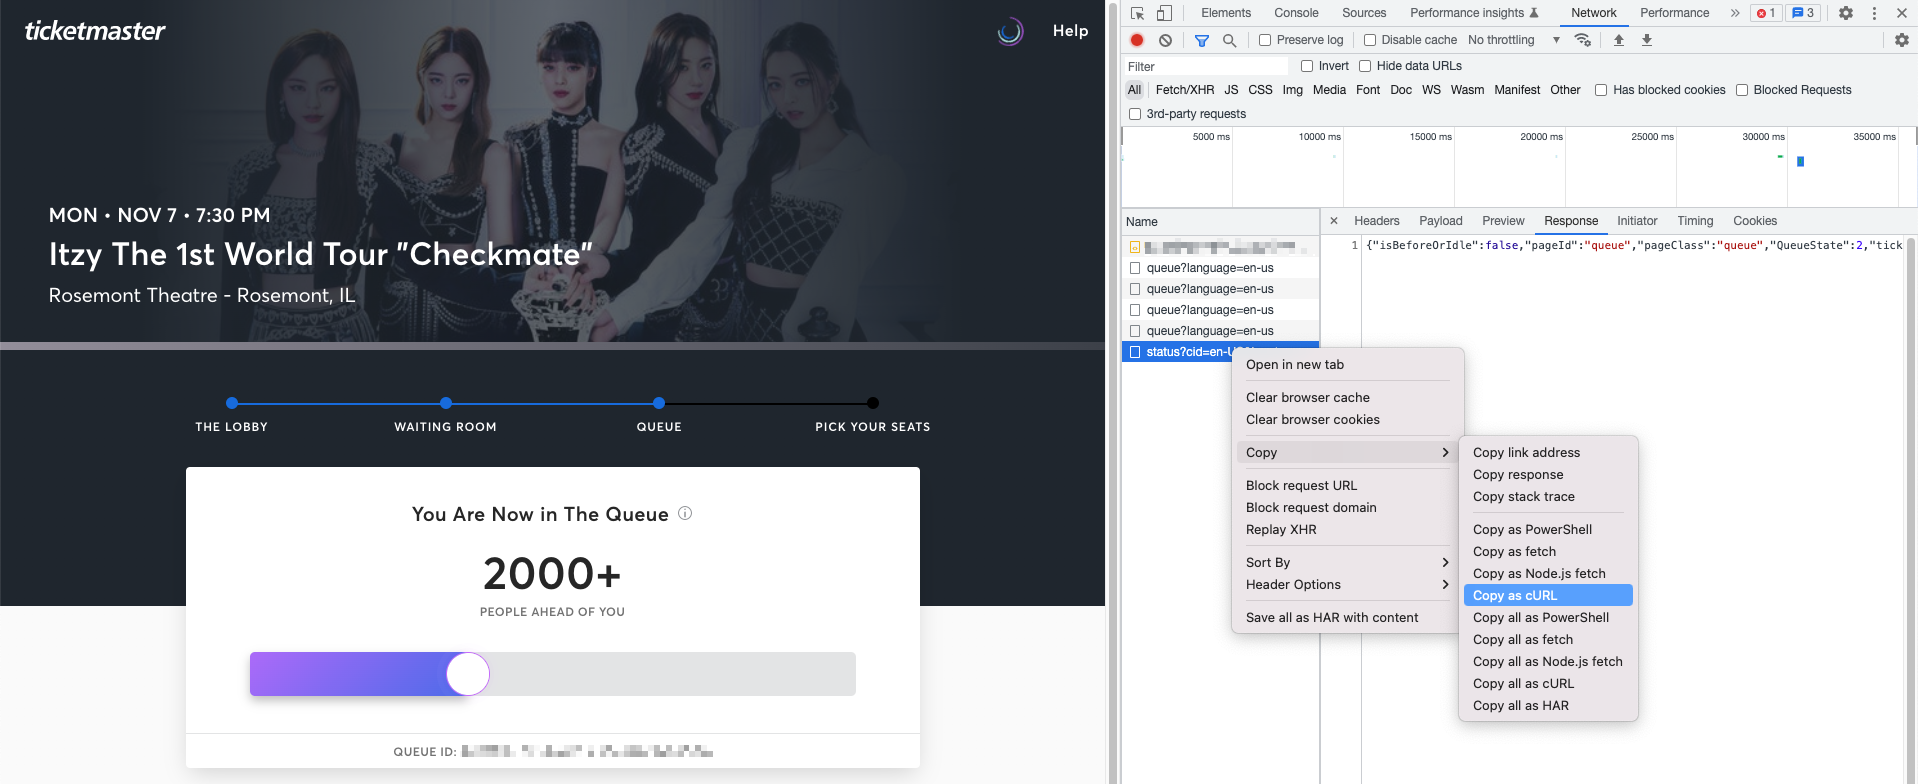 ticketmaster
Help
MON • NOV 7 • 7:30 PM
Itzy The 1st World Tour "Checkmate"
Rosemont Theatre - Rosemont, IL
THE LOBBY
WAITING ROOM
QUEUE
PICK YOUR SEATS
You Are Now in The Queue
2000+
PEOPLE AHEAD OF YOU
QUEUE ID:
Elements Console Sources Performance insights Network Performance 1 3
Preserve log Disable cache No throttling
Filter Invert Hide data URLs
All Fetch/XHR JS CSS Img Media Font Doc WS Wasm Manifest Other Has blocked cookies Blocked Requests
3rd-party requests
5000 ms 10000 ms 15000 ms 20000 ms 25000 ms 30000 ms 35000 ms
Name
Headers Payload Preview Response Initiator Timing Cookies
1 {"isBeforeOrIdle":false,"pageId":"queue","pageClass":"queue","QueueState":2,"tick
queue?language=en-us
queue?language=en-us
queue?language=en-us
queue?language=en-us
status?cid=en-U
Open in new tab
Clear browser cache
Clear browser cookies
Copy
Block request URL
Block request domain
Replay XHR
Sort By
Header Options
Save all as HAR with content
Copy link address
Copy response
Copy stack trace
Copy as PowerShell
Copy as fetch
Copy as Node.js fetch
Copy as cURL
Copy all as PowerShell
Copy all as fetch
Copy all as Node.js fetch
Copy all as cURL
Copy all as HAR